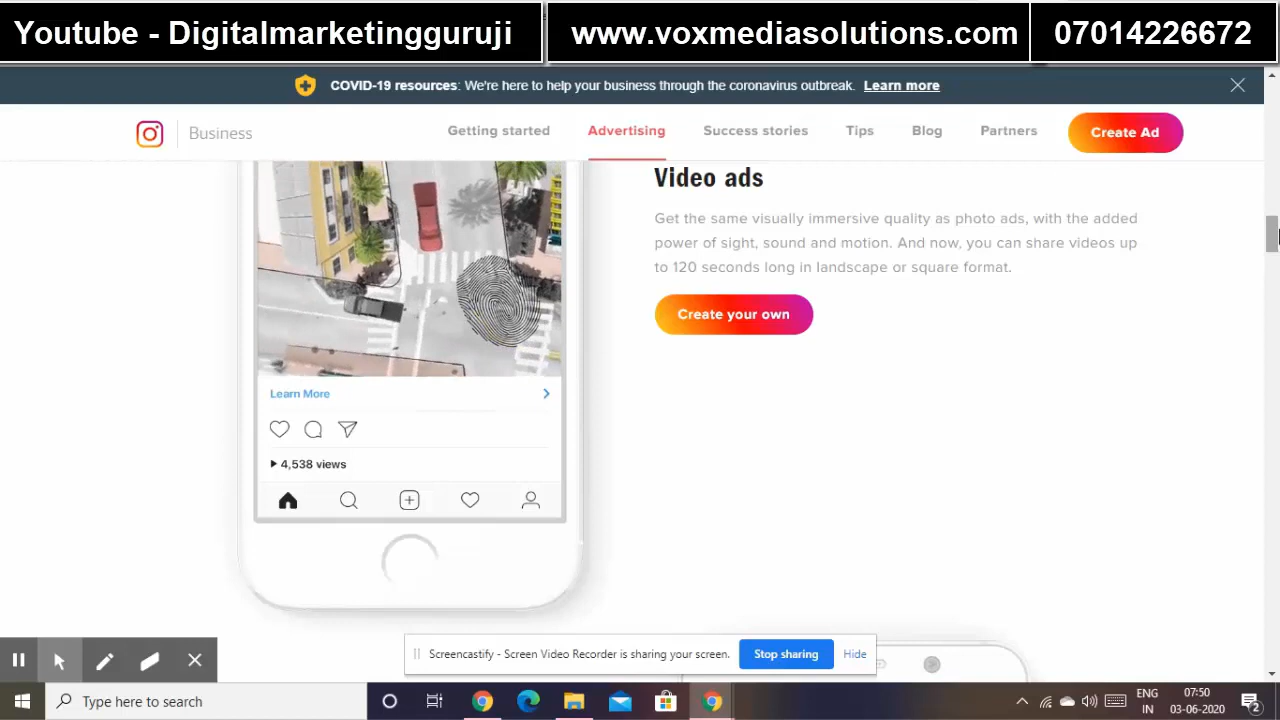 Youtube - Digitalmarketingguruji
www.voxmediasolutions.com
07014226672
COVID-19 resources: We're here to help your business through the coronavirus outbreak. Learn more
Business
Getting started
Advertising
Success stories
Tips
Blog
Partners
Create Ad
Video ads
Get the same visually immersive quality as photo ads, with the added
power of sight, sound and motion. And now, you can share videos up
to 120 seconds long in landscape or square format.
Create your own
Learn More
4,538 views
Screencastify - Screen Video Recorder is sharing your screen.
Stop sharing
Hide
Type here to search
ENG
IN
07:50
03-06-2020
2